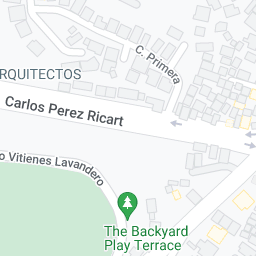 C. Primera
RQUITECTOS
Carlos Perez Ricart
o Vitienes Lavandero
The Backyard
Play Terrace